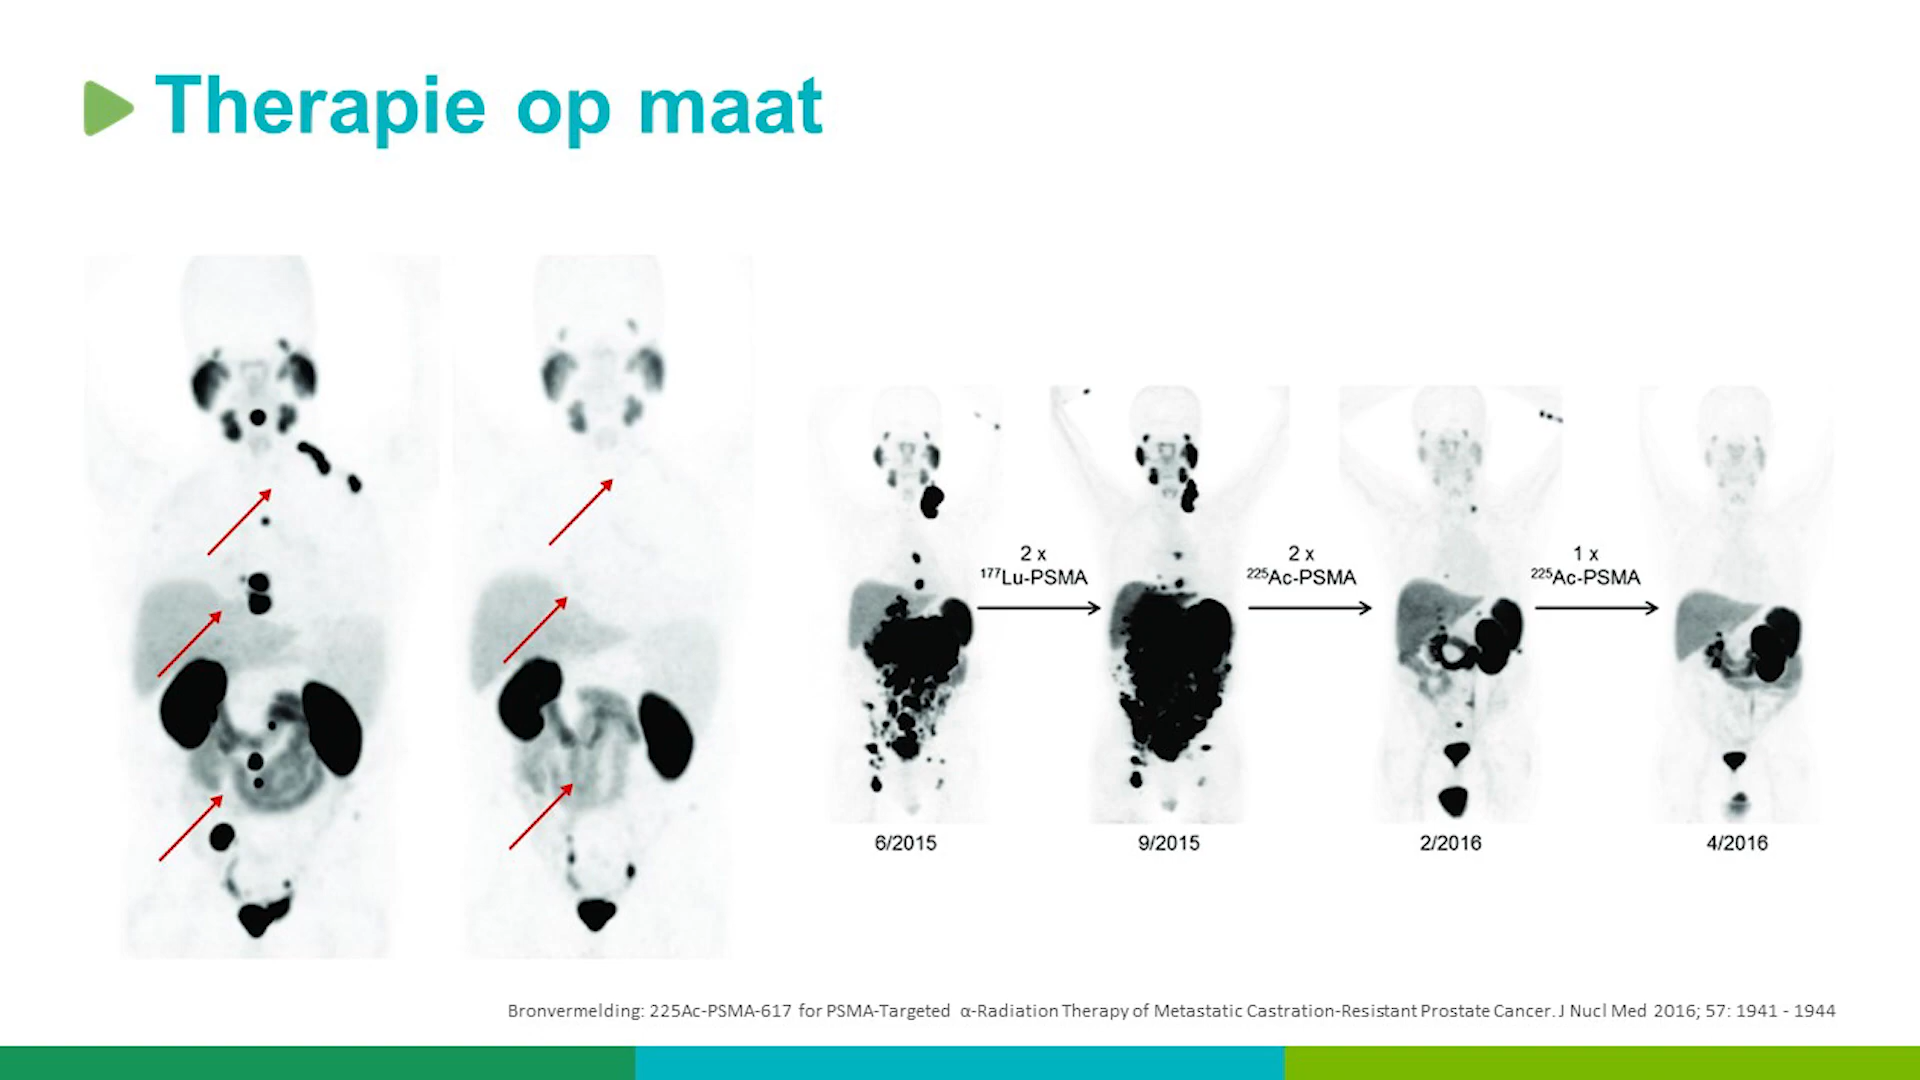 Therapie op maat
2 x
¹⁷⁷Lu-PSMA
2 x
²²⁵Ac-PSMA
1 x
²²⁵Ac-PSMA
6/2015
9/2015
2/2016
4/2016
Bronvermelding: 225Ac-PSMA-617 for PSMA-Targeted α-Radiation Therapy of Metastatic Castration-Resistant Prostate Cancer. J Nucl Med 2016; 57: 1941 - 1944